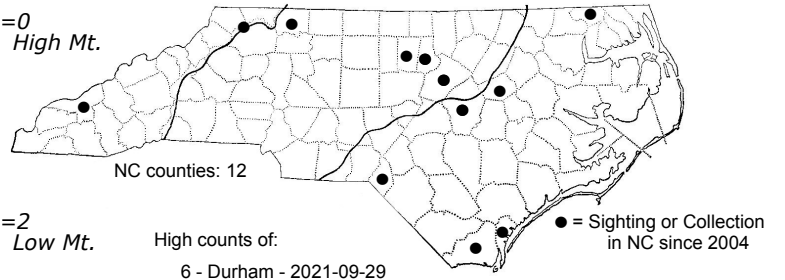 =0
High Mt.
NC counties: 12
=2
Low Mt.
High counts of:
6 - Durham - 2021-09-29
= Sighting or Collection
in NC since 2004